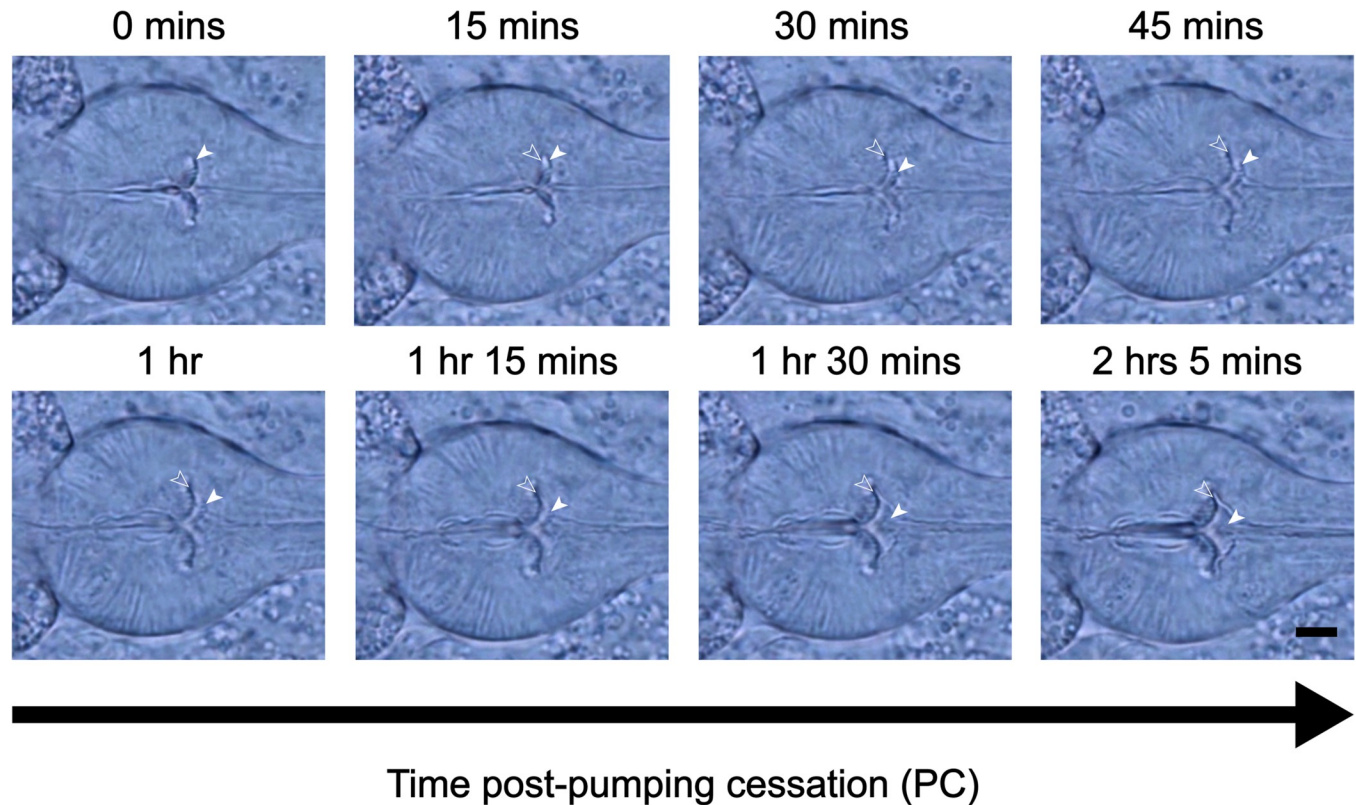 0 mins
15 mins
30 mins
45 mins
1 hr
1 hr 15 mins
1 hr 30 mins
2 hrs 5 mins
Time post-pumping cessation (PC)